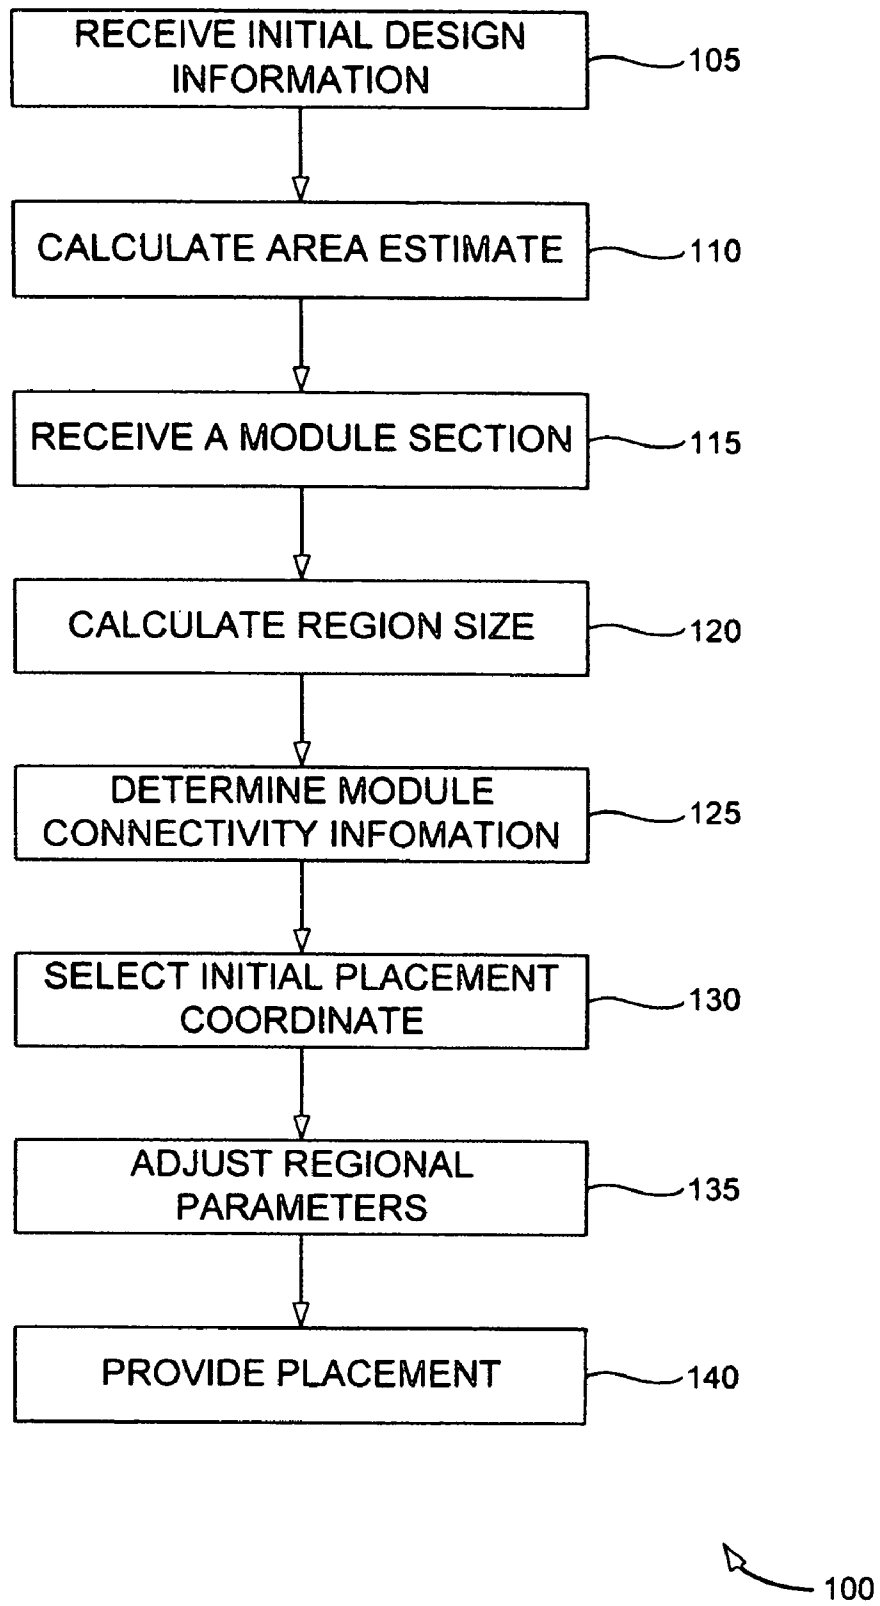 RECEIVE INITIAL DESIGN
INFORMATION
105
CALCULATE AREA ESTIMATE
110
RECEIVE A MODULE SECTION
115
CALCULATE REGION SIZE
120
DETERMINE MODULE
CONNECTIVITY INFOMATION
125
SELECT INITIAL PLACEMENT
COORDINATE
130
ADJUST REGIONAL
PARAMETERS
135
PROVIDE PLACEMENT
140
100